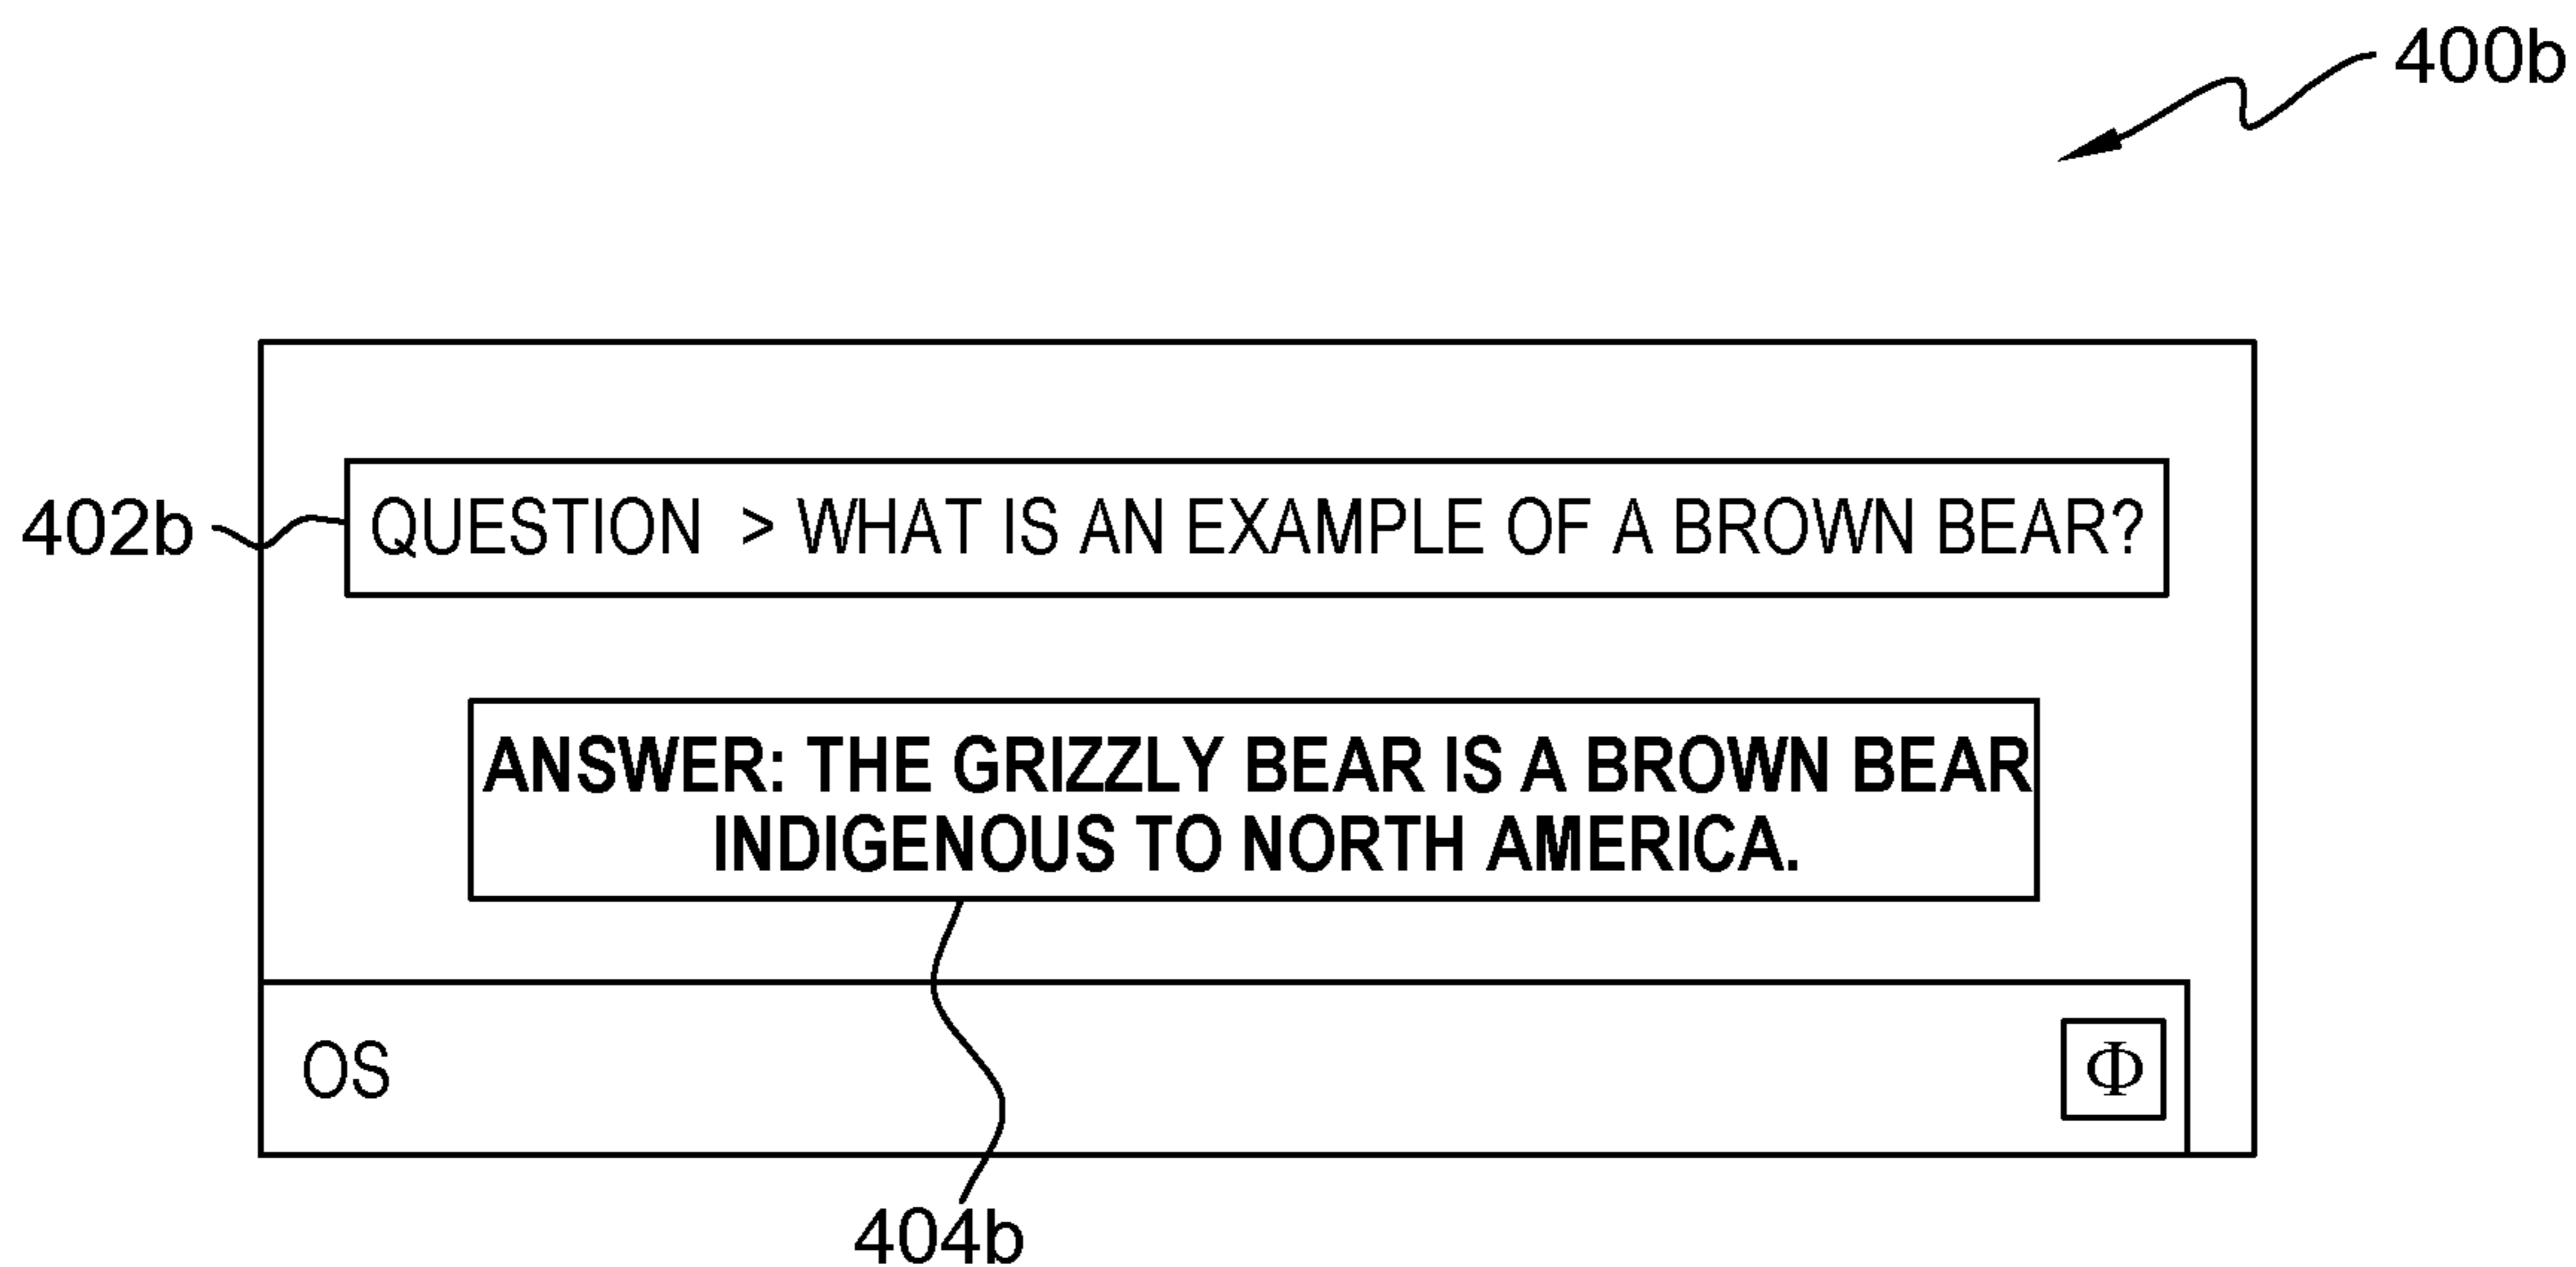 400b
402b
QUESTION > WHAT IS AN EXAMPLE OF A BROWN BEAR?
ANSWER: THE GRIZZLY BEAR IS A BROWN BEAR
INDIGENOUS TO NORTH AMERICA.
OS
Φ
404b